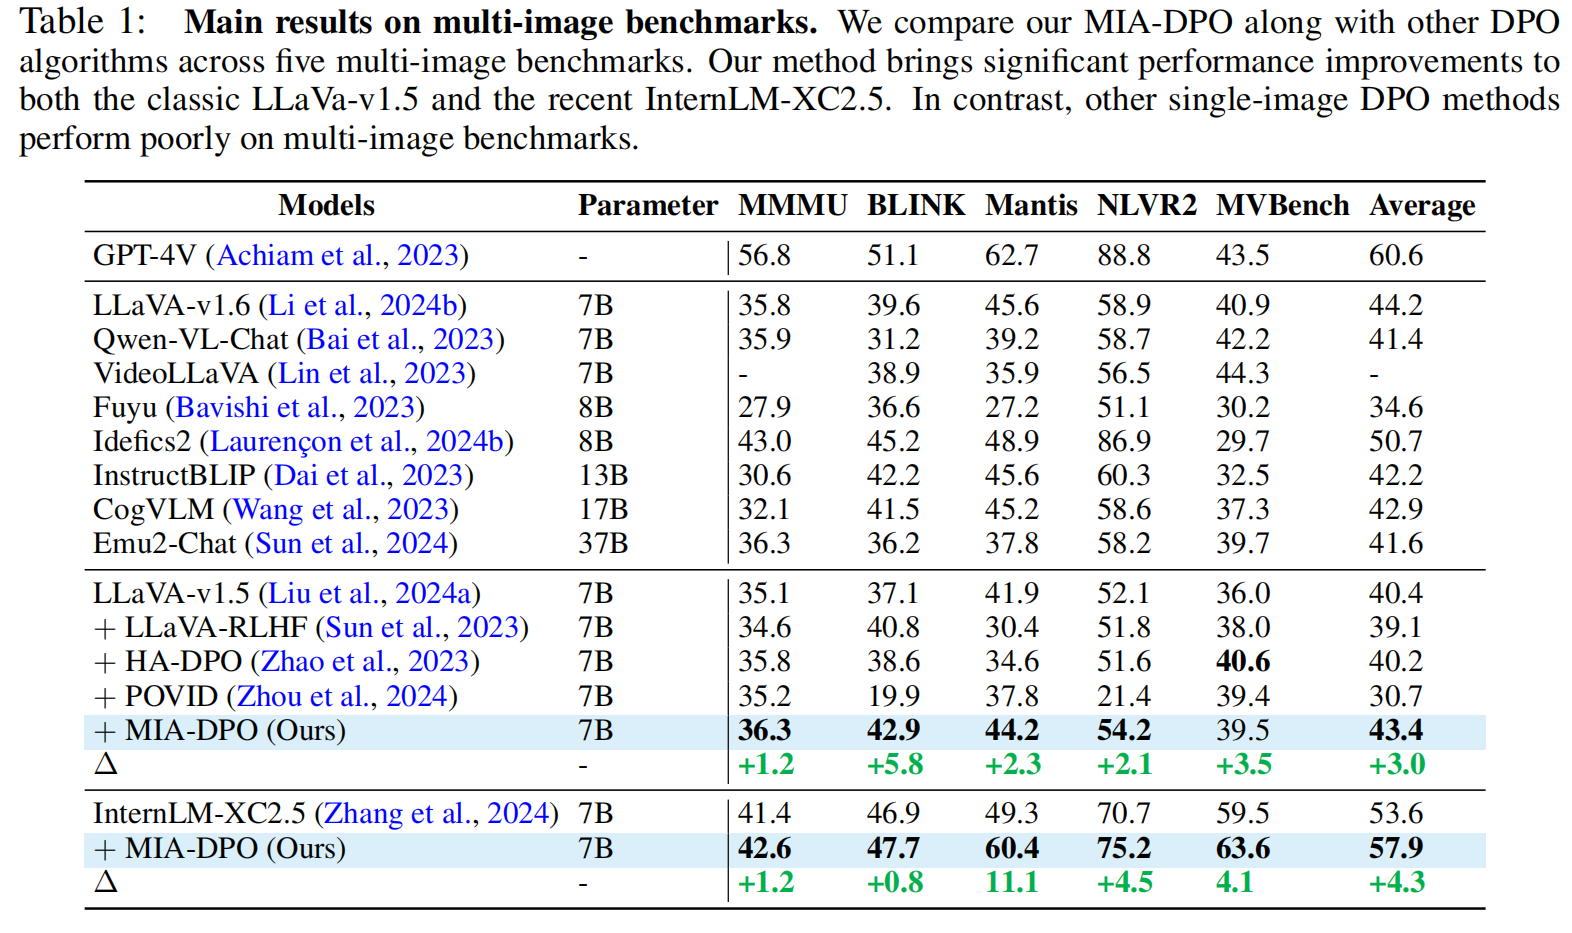 Table 1: Main results on multi-image benchmarks. We compare our MIA-DPO along with other DPO
algorithms across five multi-image benchmarks. Our method brings significant performance improvements to
both the classic LLaVa-v1.5 and the recent InternLM-XC2.5. In contrast, other single-image DPO methods
perform poorly on multi-image benchmarks.
Models Parameter MMMU BLINK Mantis NLVR2 MVBench Average
GPT-4V (Achiam et al., 2023) - 56.8 51.1 62.7 88.8 43.5 60.6
LLaVA-v1.6 (Li et al., 2024b) 7B 35.8 39.6 45.6 58.9 40.9 44.2
Qwen-VL-Chat (Bai et al., 2023) 7B 35.9 31.2 39.2 58.7 42.2 41.4
VideoLLaVA (Lin et al., 2023) 7B - 38.9 35.9 56.5 44.3 -
Fuyu (Bavishi et al., 2023) 8B 27.9 36.6 27.2 51.1 30.2 34.6
Idefics2 (Laurençon et al., 2024b) 8B 43.0 45.2 48.9 86.9 29.7 50.7
InstructBLIP (Dai et al., 2023) 13B 30.6 42.2 45.6 60.3 32.5 42.2
CogVLM (Wang et al., 2023) 17B 32.1 41.5 45.2 58.6 37.3 42.9
Emu2-Chat (Sun et al., 2024) 37B 36.3 36.2 37.8 58.2 39.7 41.6
LLaVA-v1.5 (Liu et al., 2024a) 7B 35.1 37.1 41.9 52.1 36.0 40.4
+ LLaVA-RLHF (Sun et al., 2023) 7B 34.6 40.8 30.4 51.8 38.0 39.1
+ HA-DPO (Zhao et al., 2023) 7B 35.8 38.6 34.6 51.6 40.6 40.2
+ POVID (Zhou et al., 2024) 7B 35.2 19.9 37.8 21.4 39.4 30.7
+ MIA-DPO (Ours) 7B 36.3 42.9 44.2 54.2 39.5 43.4
Δ - +1.2 +5.8 +2.3 +2.1 +3.5 +3.0
InternLM-XC2.5 (Zhang et al., 2024) 7B 41.4 46.9 49.3 70.7 59.5 53.6
+ MIA-DPO (Ours) 7B 42.6 47.7 60.4 75.2 63.6 57.9
Δ - +1.2 +0.8 11.1 +4.5 4.1 +4.3